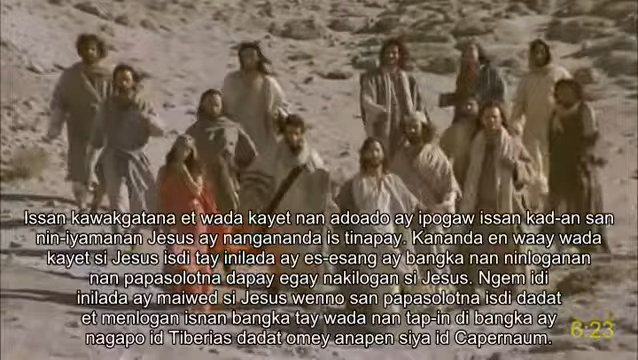 Issan kawakgatana et wada kayet nan adoado ay ipogaw issan kad-an san
nin-iyamanan Jesus ay nangananda is tinapay. Kananda en waay wada
kayet si Jesus isdi tay inilada ay es-esang ay bangka nan ninloganan
nan papasolotna dapay egay nakilogan si Jesus. Ngem idi
inilada ay maiwed si Jesus wenno san papasolotna isdi dadat
et menlogan isnan bangka tay wada nan tap-in di bangka ay
nagapo id Tiberias dadat omey anapen siya id Capernaum.
6:23